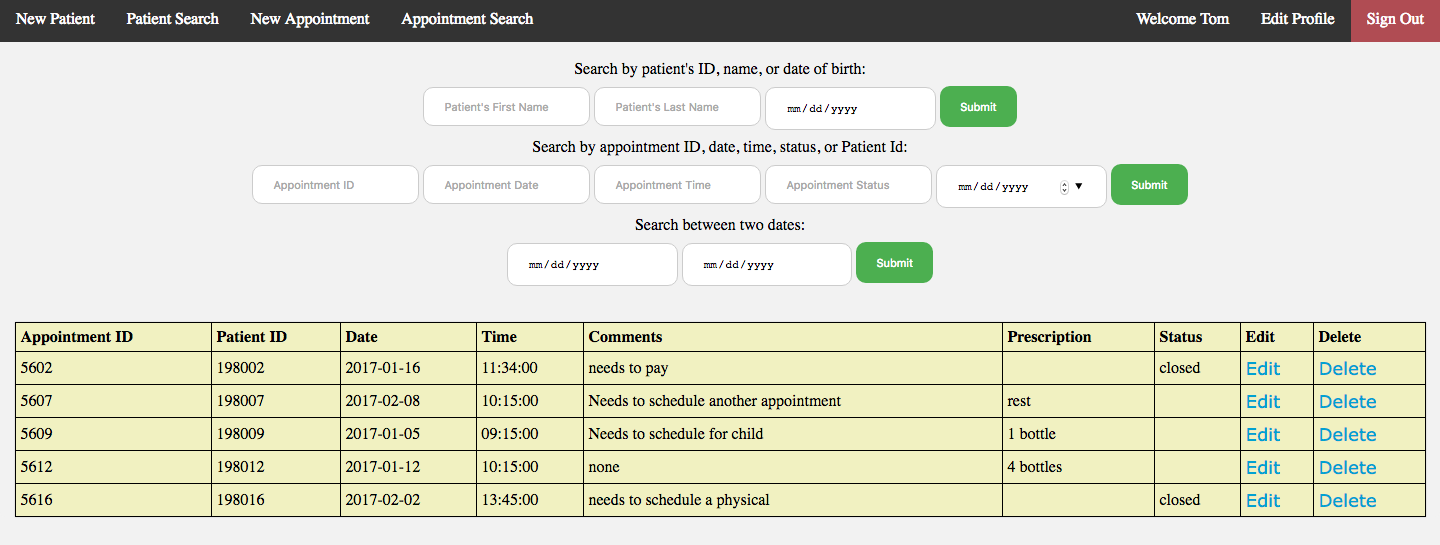 New Patient Patient Search New Appointment Appointment Search Welcome Tom Edit Profile Sign Out
Search by patient's ID, name, or date of birth:
Patient's First Name Patient's Last Name mm/dd/yyyy Submit
Search by appointment ID, date, time, status, or Patient Id:
Appointment ID Appointment Date Appointment Time Appointment Status mm/dd/yyyy Submit
Search between two dates:
mm/dd/yyyy mm/dd/yyyy Submit
Appointment ID Patient ID Date Time Comments Prescription Status Edit Delete
5602 198002 2017-01-16 11:34:00 needs to pay closed Edit Delete
5607 198007 2017-02-08 10:15:00 Needs to schedule another appointment rest Edit Delete
5609 198009 2017-01-05 09:15:00 Needs to schedule for child 1 bottle Edit Delete
5612 198012 2017-01-12 10:15:00 none 4 bottles Edit Delete
5616 198016 2017-02-02 13:45:00 needs to schedule a physical closed Edit Delete